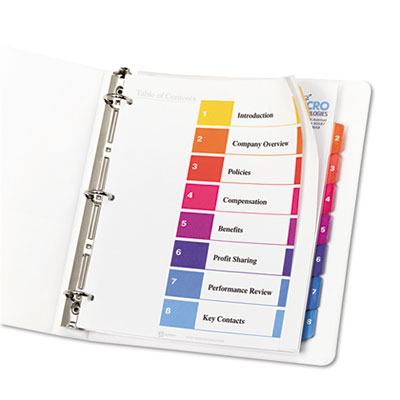 Table of Contents
1 Introduction
2 Company Overview
3 Policies
4 Compensation
5 Benefits
6 Profit Sharing
7 Performance Review
8 Key Contacts
CRO
2
3
4
5
6
7
8